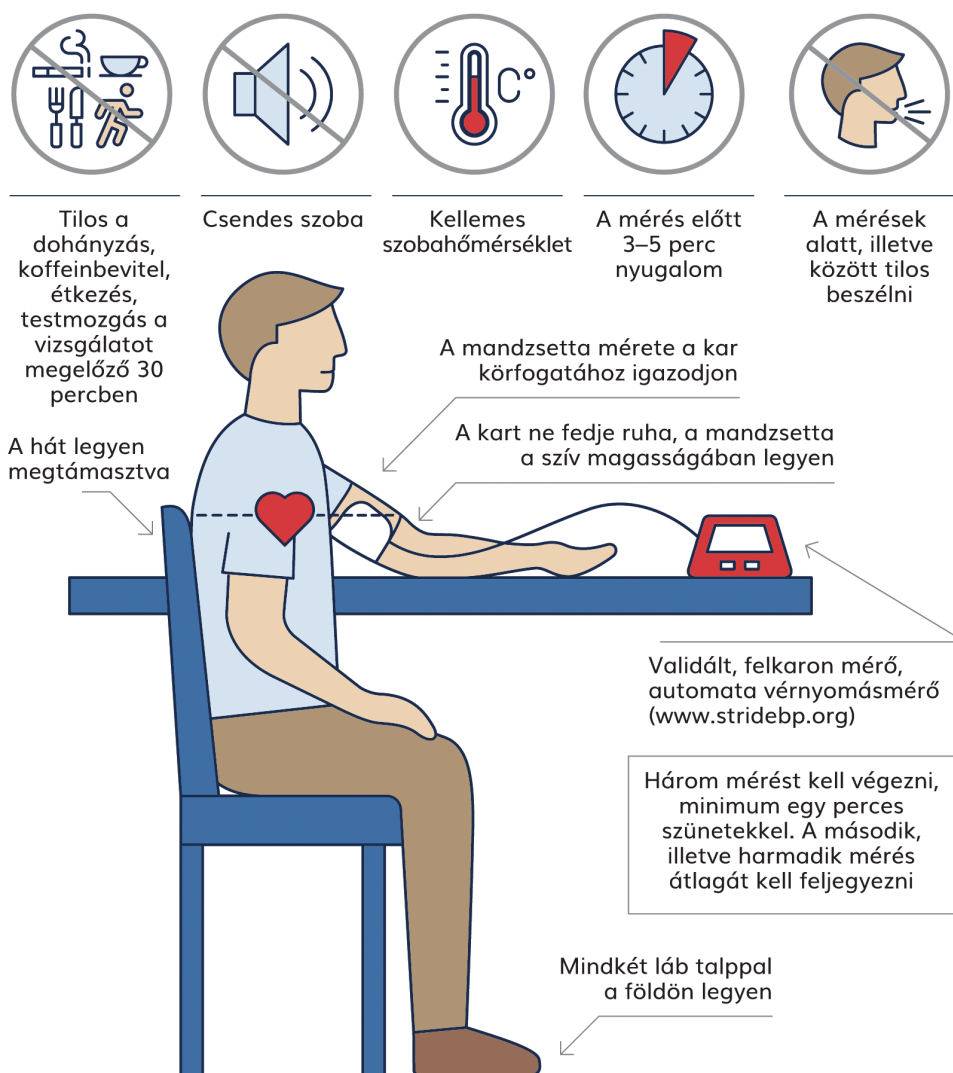 C°
Tilos a
dohányzás,
koffeinbevitel,
étkezés,
testmozgás a
vizsgálatot
megelőző 30
percben
Csendes szoba
Kellemes
szobahőmérséklet
A mérés előtt
3–5 perc
nyugalom
A mérések
alatt, illetve
között tilos
beszélni
A mandzsetta mérete a kar
körfogatához igazodjon
A kart ne fedje ruha, a mandzsetta
a szív magasságában legyen
A hát legyen
megtámasztva
Validált, felkaron mérő,
automata vérnyomásmérő
(www.stridebp.org)
Három mérést kell végezni,
minimum egy perces
szünetekkel. A második,
illetve harmadik mérés
átlagát kell feljegyezni
Mindkét láb talppal
a földön legyen